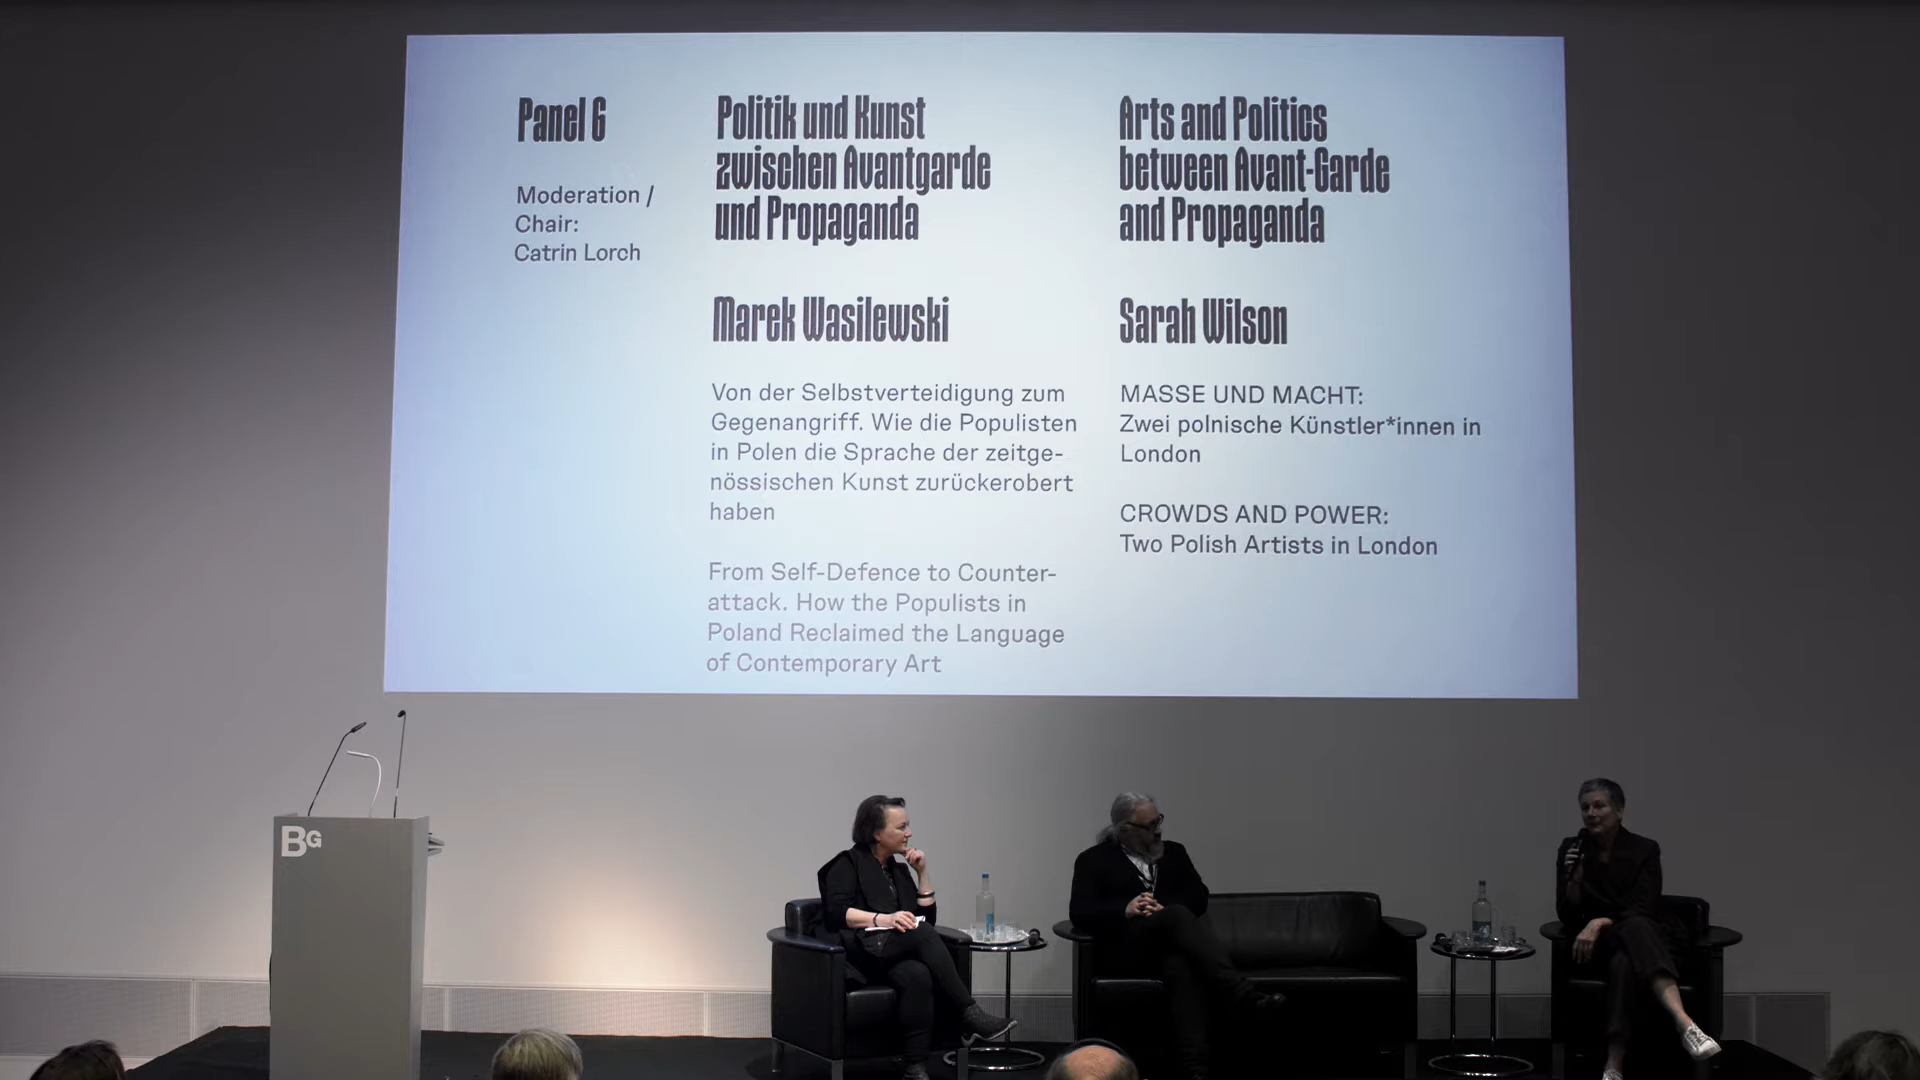 Panel 6
Moderation /
Chair:
Catrin Lorch
Politik und Kunst
zwischen Avantgarde
und Propaganda
Marek Wasilewski
Von der Selbstverteidigung zum
Gegenangriff. Wie die Populisten
in Polen die Sprache der zeitge-
nössischen Kunst zurückerobert
haben
From Self-Defence to Counter-
attack. How the Populists in
Poland Reclaimed the Language
of Contemporary Art
Arts and Politics
between Avant-Garde
and Propaganda
Sarah Wilson
MASSE UND MACHT:
Zwei polnische Künstler*innen in
London
CROWDS AND POWER:
Two Polish Artists in London
BG